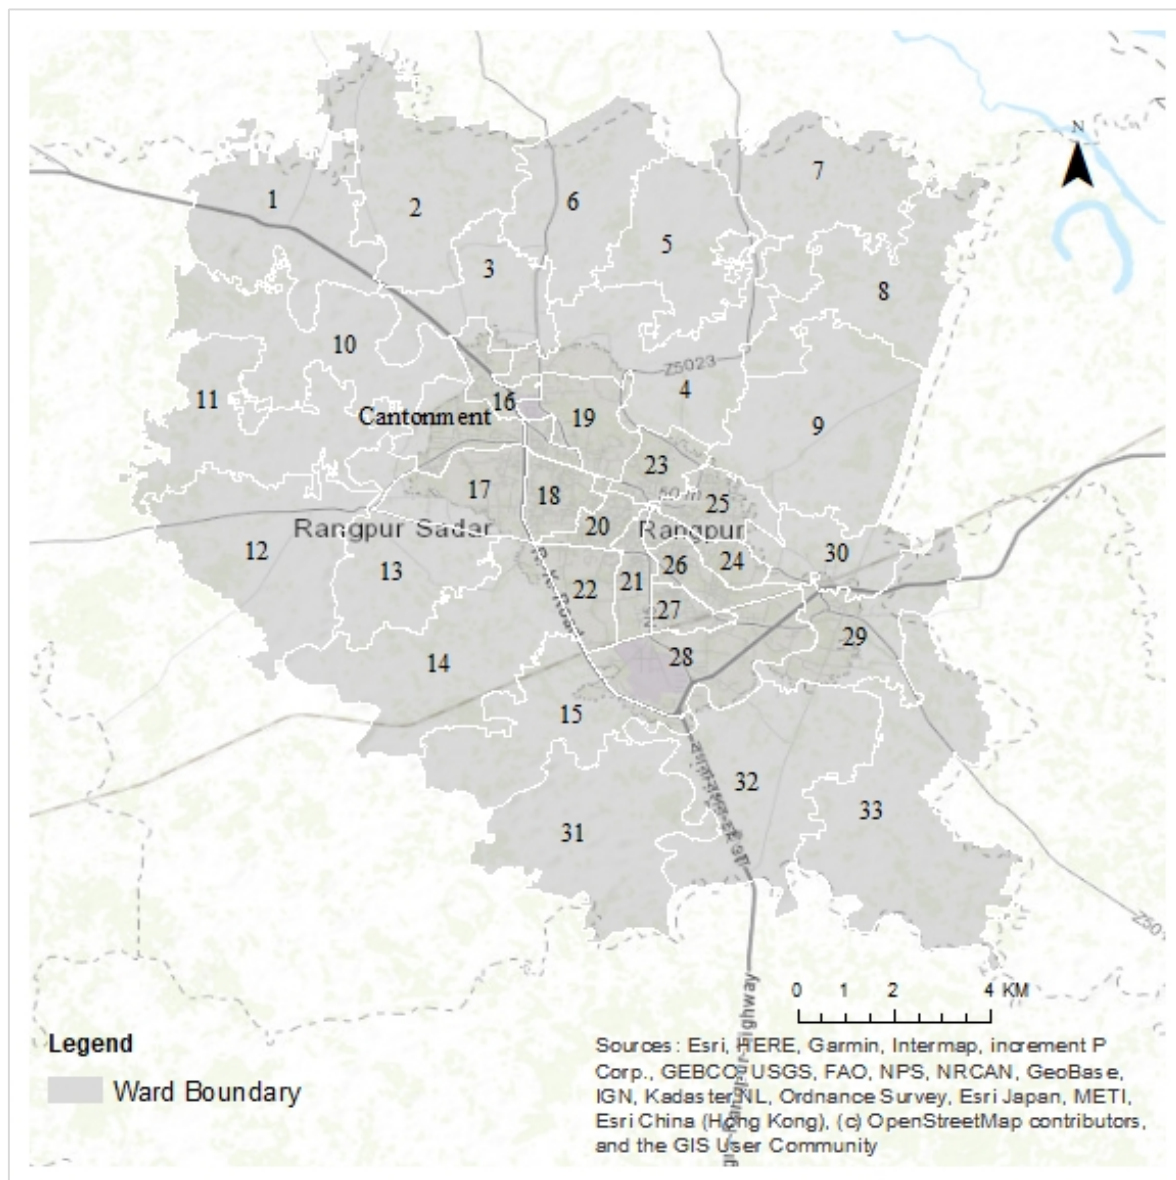 N
7
1
2
6
5
3
8
10
Z5023
11
4
Cantonment
16
19
9
23
17
18
25
Rangpur Sadar
20
Rangpur
12
30
24
13
26
21
22
27
Road
29
28
14
15
32
33
31
0 1 2 4 KM
Highway
Legend
Ward Boundary
Sources: Esri, HERE, Garmin, Intermap, increment P
Corp., GEBCO, USGS, FAO, NPS, NRCAN, GeoBase,
IGN, Kadaster NL, Ordnance Survey, Esri Japan, METI,
Esri China (Hong Kong), (c) OpenStreetMap contributors,
and the GIS User Community